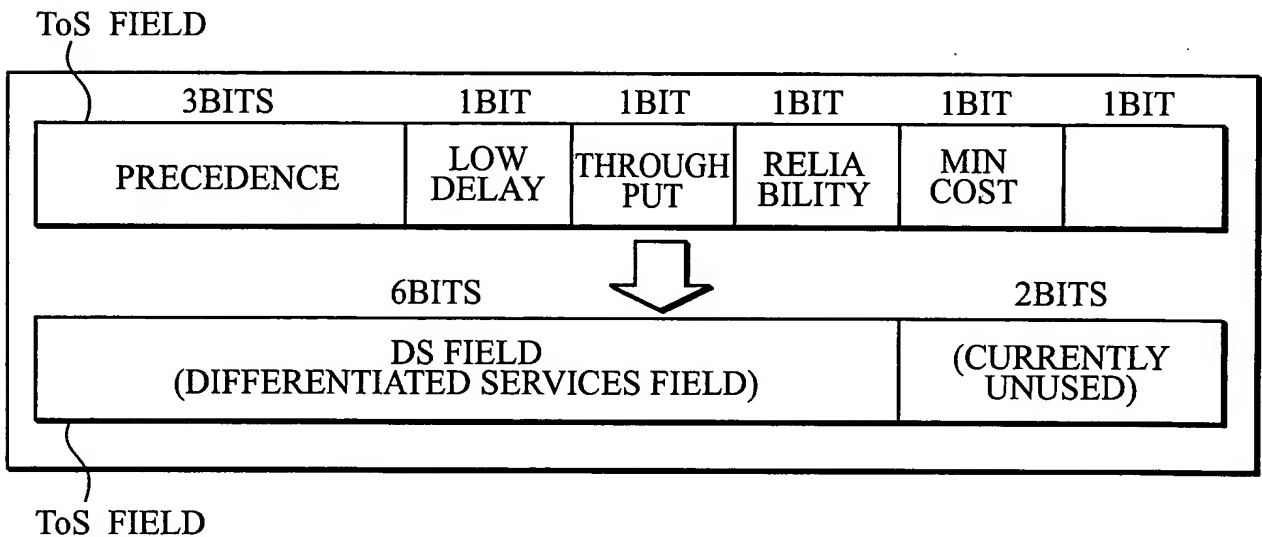 ToS FIELD
3BITS 1BIT 1BIT 1BIT 1BIT 1BIT
PRECEDENCE
LOW
DELAY
THROUGH
PUT
RELIA
BILITY
MIN
COST
6BITS 2BITS
DS FIELD
(DIFFERENTIATED SERVICES FIELD)
(CURRENTLY
UNUSED)
ToS FIELD